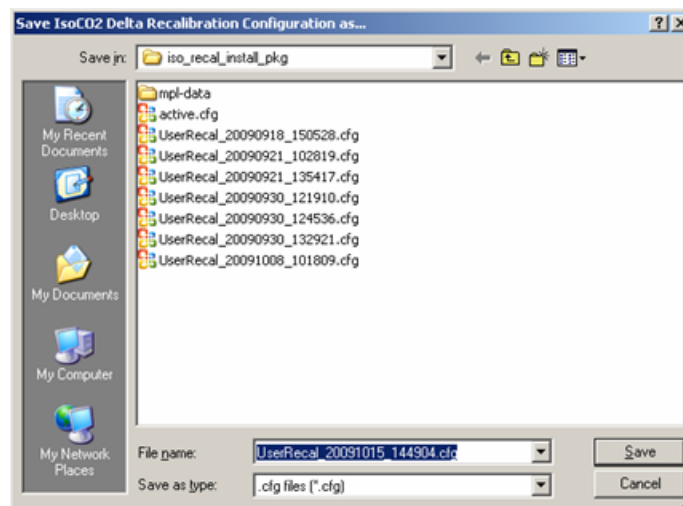 Save IsoCO2 Delta Recalibration Configuration as...
Save in: iso_recal_install_pkg
My Recent Documents
Desktop
My Documents
My Computer
My Network Places
mpl-data
active.cfg
UserRecal_20090918_150528.cfg
UserRecal_20090921_102819.cfg
UserRecal_20090921_135417.cfg
UserRecal_20090930_121910.cfg
UserRecal_20090930_124536.cfg
UserRecal_20090930_132921.cfg
UserRecal_20091008_101809.cfg
File name: UserRecal_20091015_144904.cfg Save
Save as type: .cfg files (*.cfg) Cancel